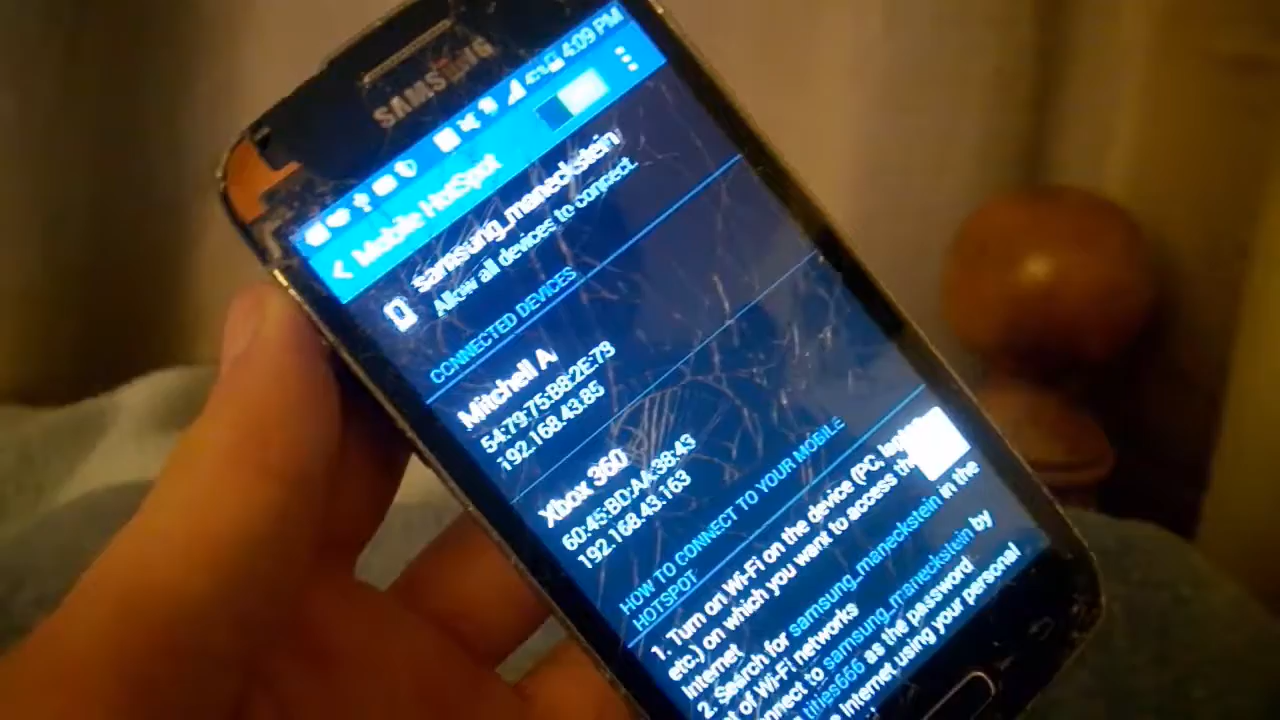 SAMSUNG
4:09 PM
Mobile HotSpot
samsung_maneckstein
Allow all devices to connect.
CONNECTED DEVICES
Mitchell A
54:79:75:B8:2E:73
192.168.43.85
Xbox 360
60:45:BD:AA:38:43
192.168.43.163
HOW TO CONNECT TO YOUR MOBILE
HOTSPOT
1. Turn on Wi-Fi on the device (PC,
etc.) on which you want to access
Internet
2. Search for samsung_maneckstein in the
of Wi-Fi networks
to samsung_maneckstein by
titties666 as the password
Internet using your personal